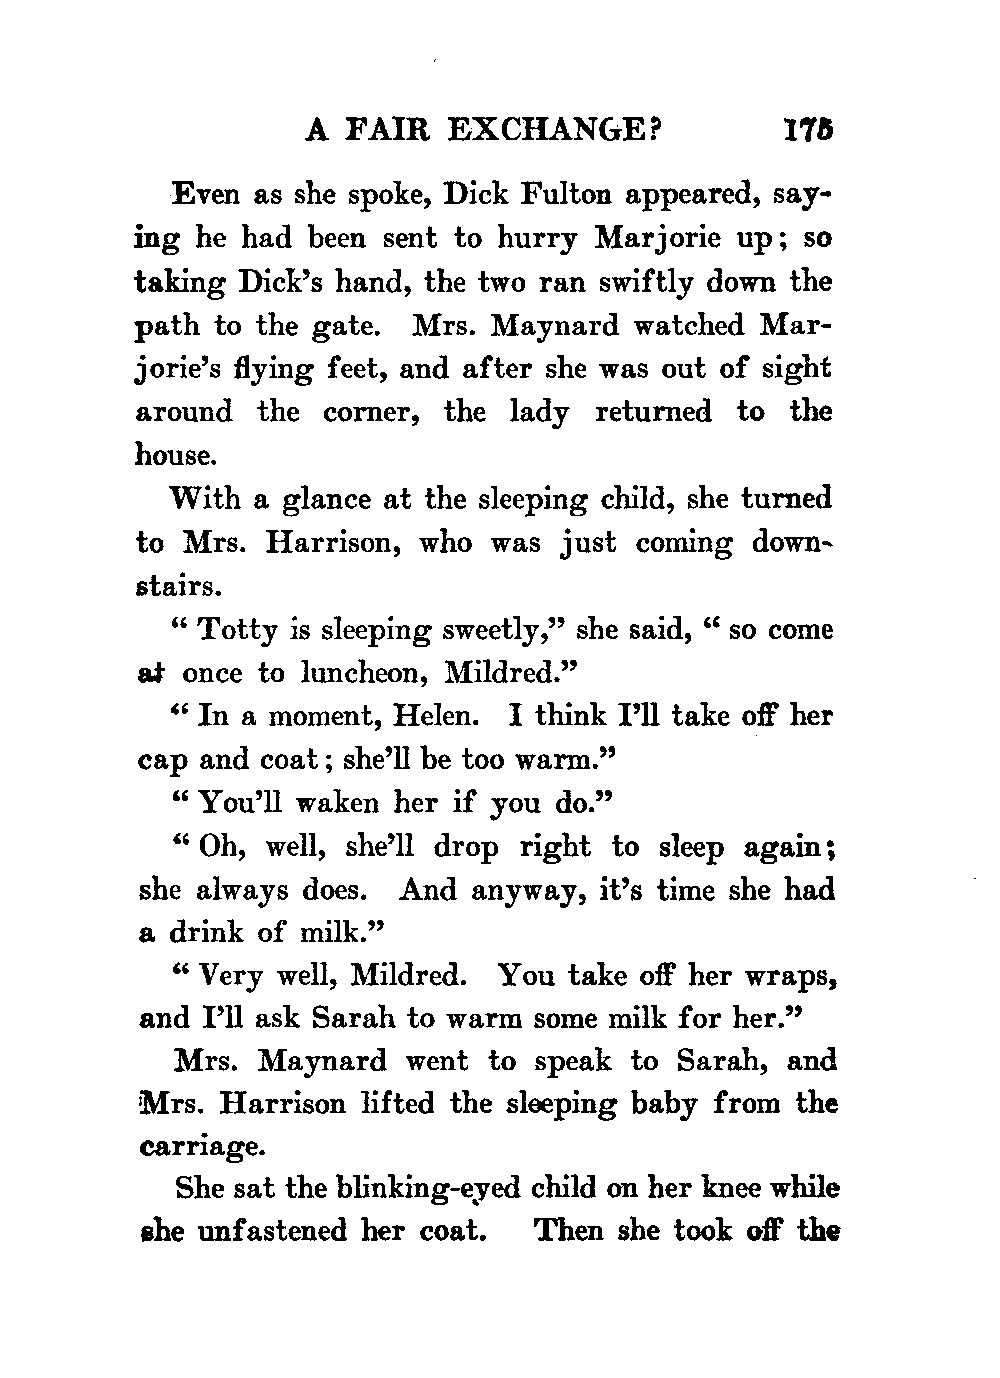 A FAIR EXCHANGE? 175
Even as she spoke, Dick Fulton appeared, say-
ing he had been sent to hurry Marjorie up; so
taking Dick’s hand, the two ran swiftly down the
path to the gate. Mrs. Maynard watched Mar-
jorie’s flying feet, and after she was out of sight
around the corner, the lady returned to the
house.
With a glance at the sleeping child, she turned
to Mrs. Harrison, who was just coming down-
stairs.
“ Totty is sleeping sweetly,” she said, “ so come
at once to luncheon, Mildred.”
“ In a moment, Helen. I think I’ll take off her
cap and coat; she’ll be too warm.”
“ You’ll waken her if you do.”
“ Oh, well, she’ll drop right to sleep again;
she always does. And anyway, it’s time she had
a drink of milk.”
“ Very well, Mildred. You take off her wraps,
and I’ll ask Sarah to warm some milk for her.”
Mrs. Maynard went to speak to Sarah, and
Mrs. Harrison lifted the sleeping baby from the
carriage.
She sat the blinking-eyed child on her knee while
she unfastened her coat. Then she took off the